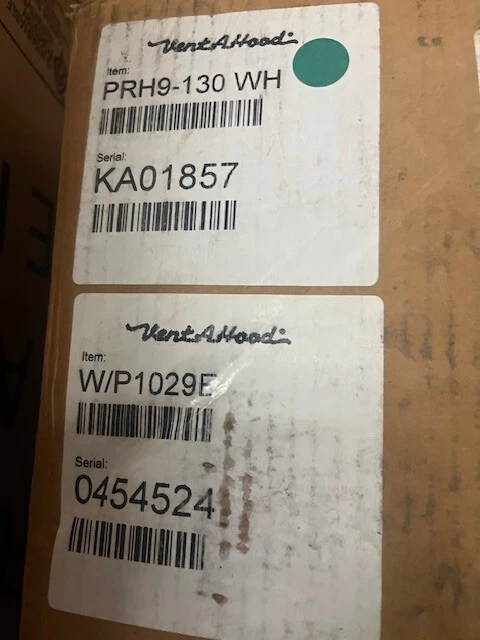 Vent-A-Hood
Item:
PRH9-130 WH
Serial:
KA01857
Vent-A-Hood
Item:
W/P1029E
Serial:
0454524